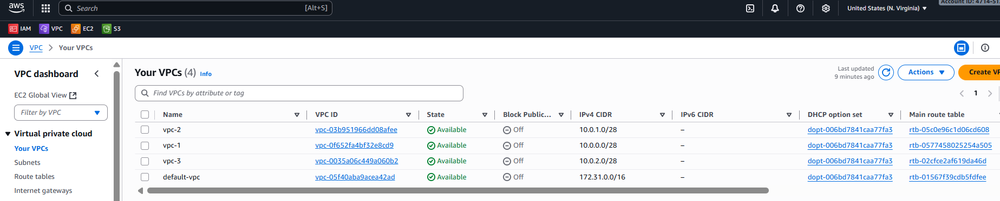 Account ID: 4714-51
aws
Search [Alt+S]
United States (N. Virginia)
IAM VPC EC2 S3
VPC > Your VPCs
VPC dashboard
EC2 Global View
Filter by VPC
Virtual private cloud
Your VPCs
Subnets
Route tables
Internet gateways
Your VPCs (4) Info
Last updated
9 minutes ago
Actions
Create VP
Find VPCs by attribute or tag
1
Name VPC ID State Block Public... IPv4 CIDR IPv6 CIDR DHCP option set Main route table
vpc-2 vpc-03b951966dd08afee Available Off 10.0.1.0/28 – dopt-006bd7841caa77fa3 rtb-05c0e96c1d06cd608
vpc-1 vpc-0f652fa4bf32e8cd9 Available Off 10.0.0.0/28 – dopt-006bd7841caa77fa3 rtb-0577458025254a505
vpc-3 vpc-0035a06c449a060b2 Available Off 10.0.2.0/28 – dopt-006bd7841caa77fa3 rtb-02cfce2af619da46d
default-vpc vpc-05f40aba9acea42ad Available Off 172.31.0.0/16 – dopt-006bd7841caa77fa3 rtb-01567f39cdb5fdfee